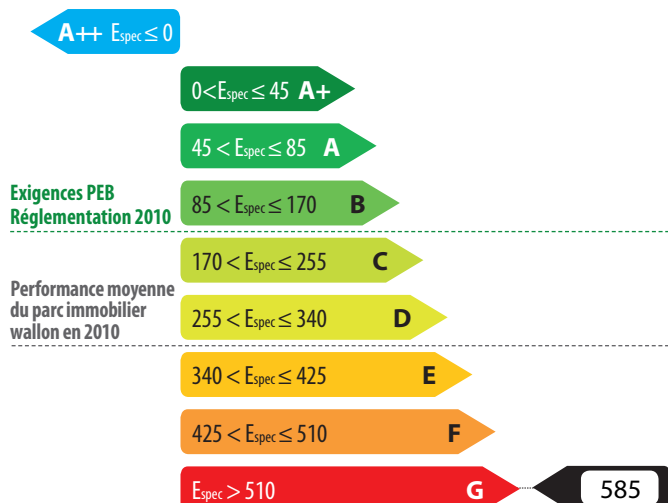 A++ Espec ≤ 0
0<Espec ≤ 45 A+
45 < Espec ≤ 85 A
Exigences PEB
Réglementation 2010
85 < Espec ≤ 170 B
170 < Espec ≤ 255 C
Performance moyenne
du parc immobilier
wallon en 2010
255 < Espec ≤ 340 D
340 < Espec ≤ 425 E
425 < Espec ≤ 510 F
Espec > 510 G 585